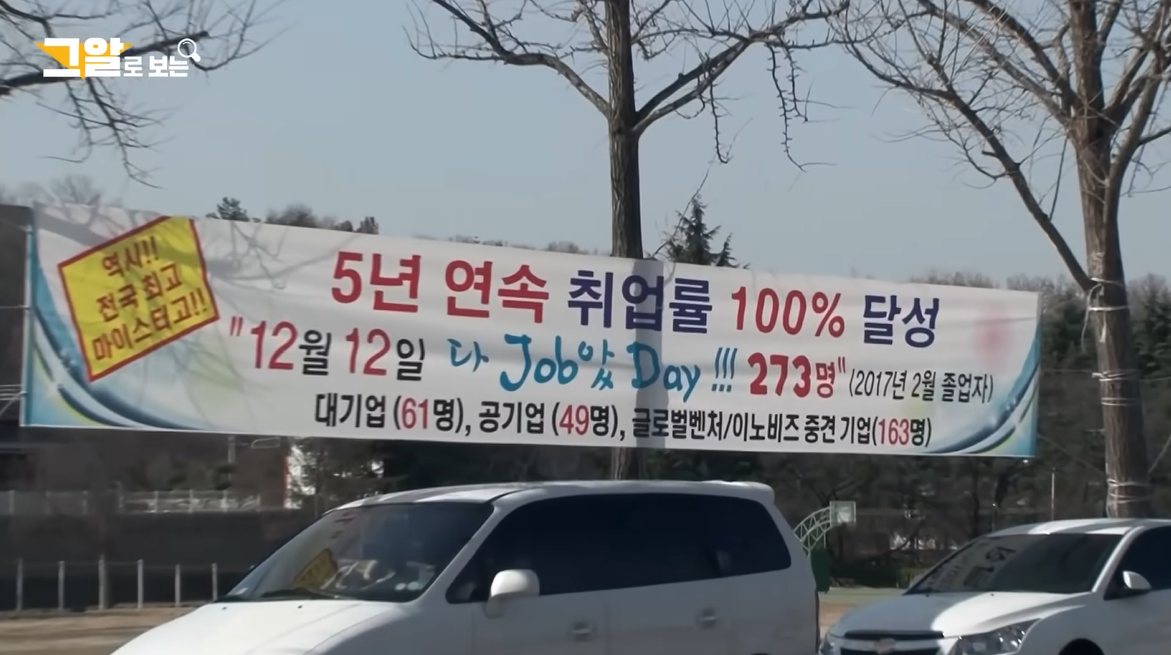 그알로 보는
역시!!
전국 최고
마이스터고!!
5년 연속 취업률 100% 달성
"12월 12일 다 Job았 Day !!! 273명" (2017년 2월 졸업자)
대기업 (61명), 공기업 (49명), 글로벌벤처/이노비즈 중견 기업(163명)